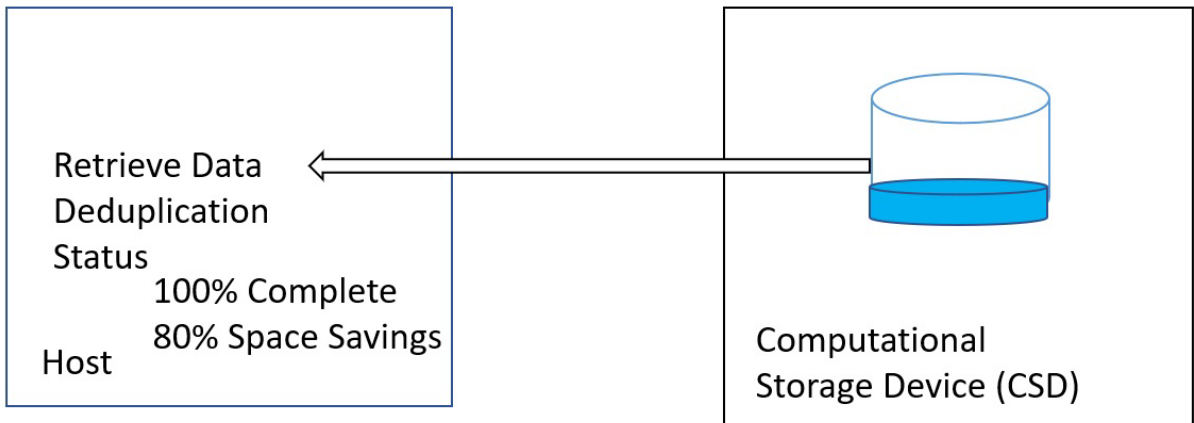 Retrieve Data
Deduplication
Status
100% Complete
80% Space Savings
Host
Computational
Storage Device (CSD)